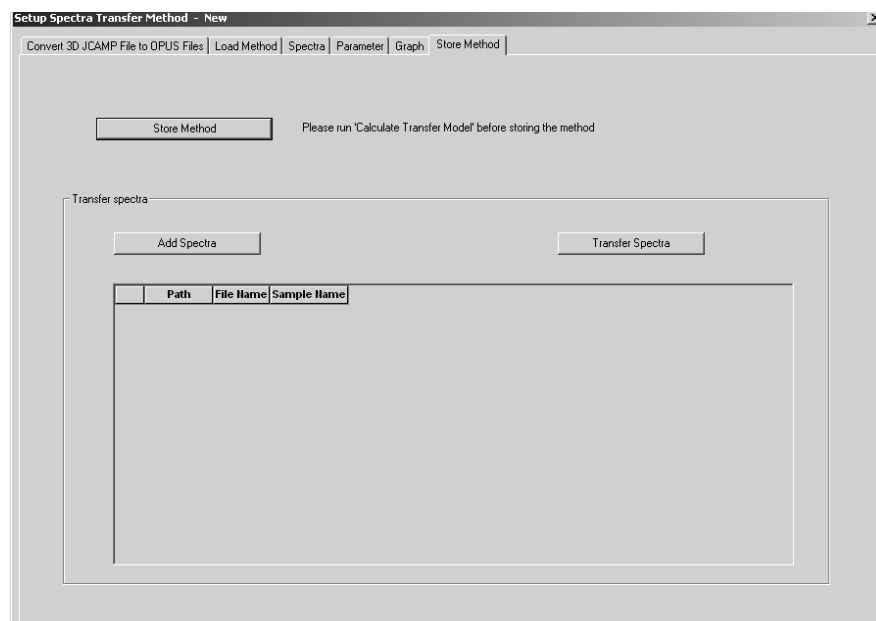 Setup Spectra Transfer Method - New
Convert 3D JCAMP File to OPUS Files Load Method Spectra Parameter Graph Store Method
Store Method Please run 'Calculate Transfer Model' before storing the method
Transfer spectra
Add Spectra Transfer Spectra
Path File Name Sample Name